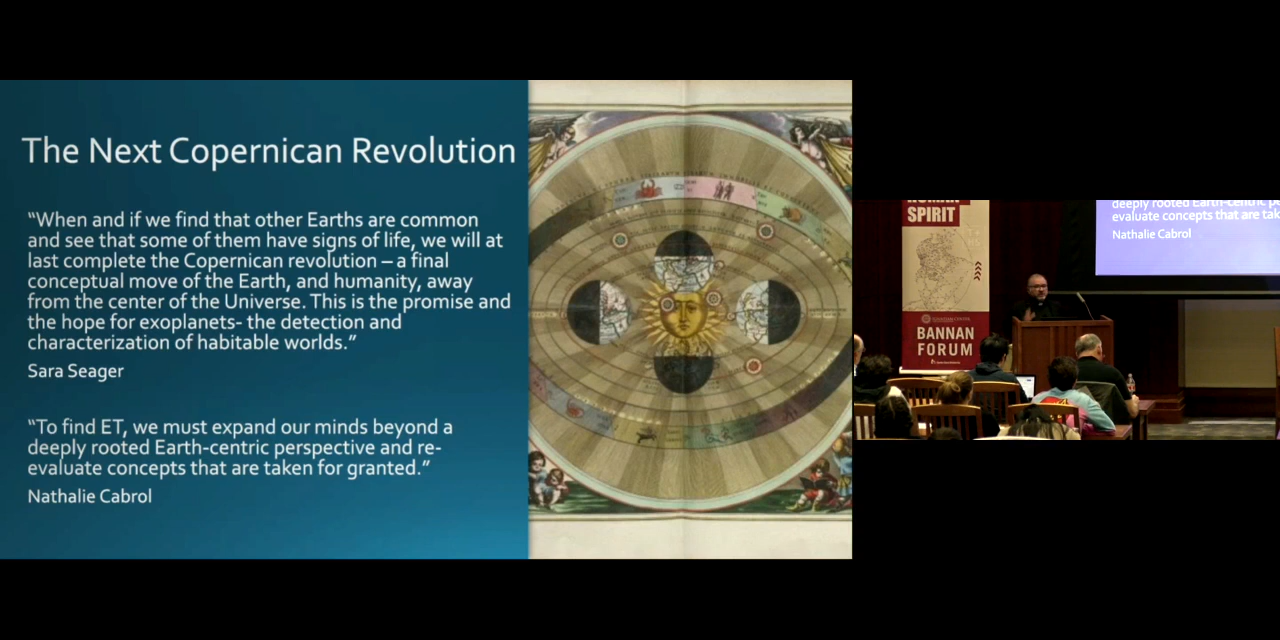 The Next Copernican Revolution
“When and if we find that other Earths are common
and see that some of them have signs of life, we will at
last complete the Copernican revolution – a final
conceptual move of the Earth, and humanity, away
from the center of the Universe. This is the promise and
the hope for exoplanets- the detection and
characterization of habitable worlds.”
Sara Seager
“To find ET, we must expand our minds beyond a
deeply rooted Earth-centric perspective and re-
evaluate concepts that are taken for granted.”
Nathalie Cabrol
SPIRIT
BANNAN
FORUM
deeply rooted Earth-centric pe
evaluate concepts that are tak
Nathalie Cabrol